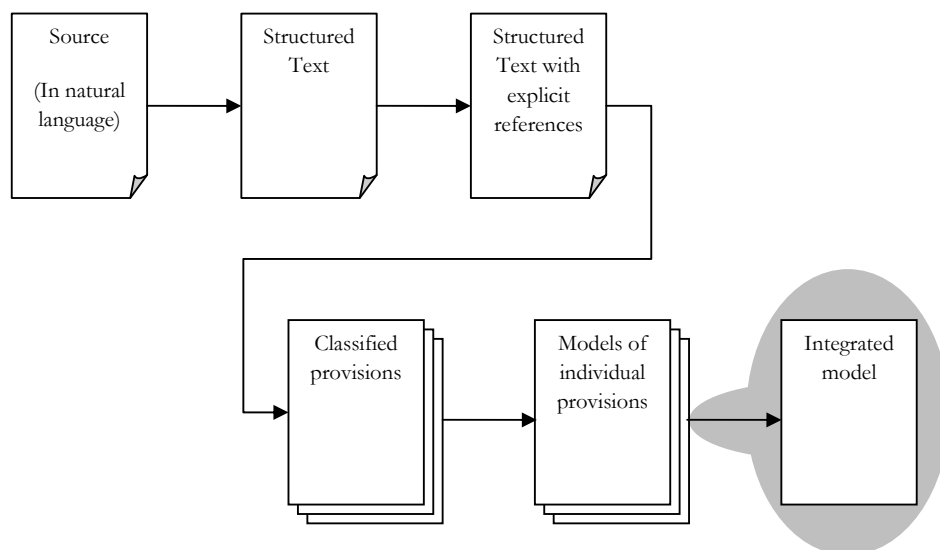 Source
(In natural
language)
Structured
Text
Structured
Text with
explicit
references
Classified
provisions
Models of
individual
provisions
Integrated
model